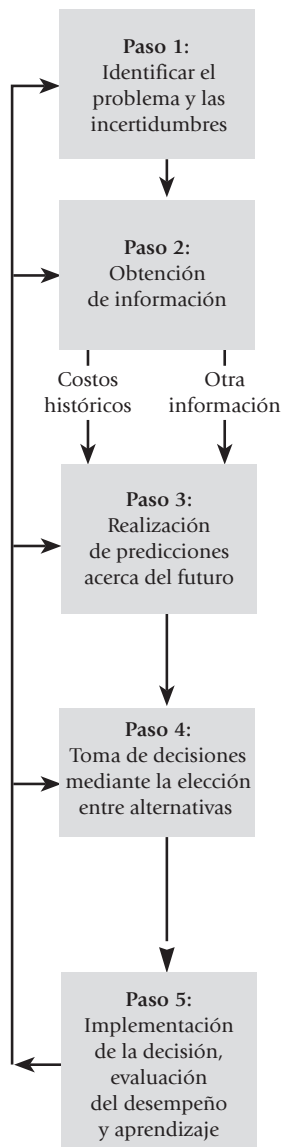 Paso 1:
Identificar el
problema y las
incertidumbres
Paso 2:
Obtención
de información
Costos
históricos
Otra
información
Paso 3:
Realización
de predicciones
acerca del futuro
Paso 4:
Toma de decisiones
mediante la elección
entre alternativas
Paso 5:
Implementación
de la decisión,
evaluación
del desempeño
y aprendizaje